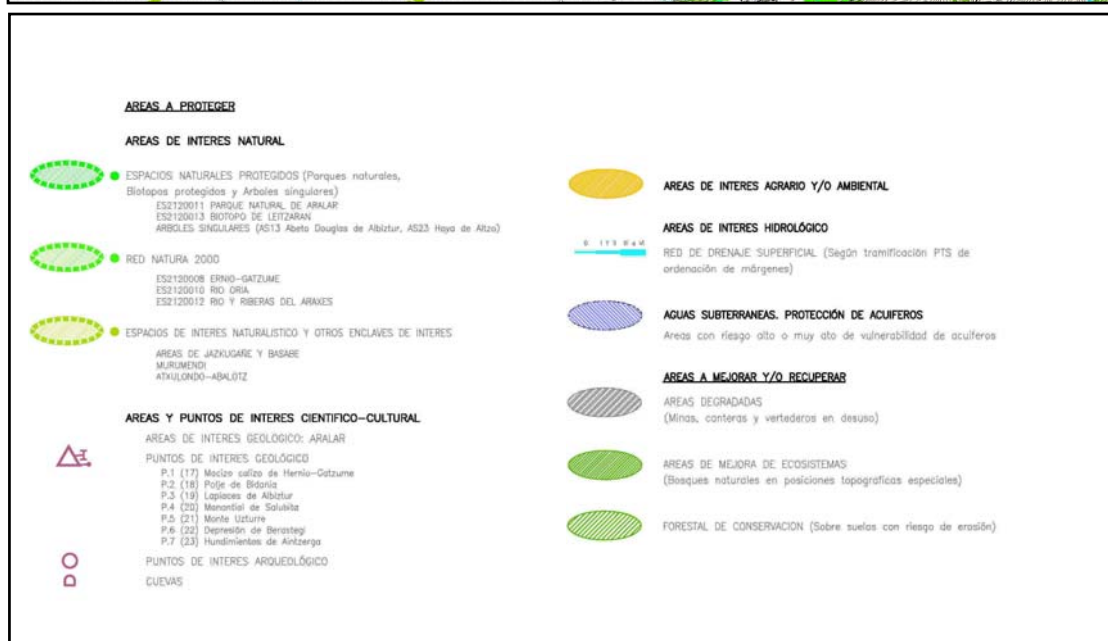 AREAS A PROTEGER
AREAS DE INTERES NATURAL
ESPACIOS NATURALES PROTEGIDOS (Parques naturales,
Biotopos protegidos y Arboles singulares)
ES2120011 PARQUE NATURAL DE ARALAR
ES2120013 BIOTOPO DE LEITZARAN
ARBOLES SINGULARES (AS13 Abeto Douglas de Albiztur, AS23 Haya de Altzo)
RED NATURA 2000
ES2120008 ERNIO-GATZUME
ES2120010 RIO ORIA
ES2120012 RIO Y RIBERAS DEL ARAXES
ESPACIOS DE INTERES NATURALISTICO Y OTROS ENCLAVES DE INTERES
AREAS DE JAZKUGAÑE Y BASABE
MURUMENDI
ATXULONDO-ABALOTZ
AREAS Y PUNTOS DE INTERES CIENTIFICO-CULTURAL
AREAS DE INTERES GEOLOGICO: ARALAR
PUNTOS DE INTERES GEOLÓGICO
P.1 (17) Macizo calizo de Hernio-Gatzume
P.2 (18) Polje de Bidania
P.3 (19) Lapiaces de Albiztur
P.4 (20) Manantial de Salubita
P.5 (21) Monte Uzturre
P.6 (22) Depresión de Berastegi
P.7 (23) Hundimientos de Aintzerga
PUNTOS DE INTERES ARQUEOLÓGICO
CUEVAS
AREAS DE INTERES AGRARIO Y/O AMBIENTAL
AREAS DE INTERES HIDROLÓGICO
RED DE DRENAJE SUPERFICIAL (Según tramificación PTS de
ordenación de márgenes)
AGUAS SUBTERRANEAS. PROTECCIÓN DE ACUIFEROS
Areas con riesgo alto o muy ato de vulnerabilidad de acuíferos
AREAS A MEJORAR Y/O RECUPERAR
AREAS DEGRADADAS
(Minas, canteras y vertederos en desuso)
AREAS DE MEJORA DE ECOSISTEMAS
(Bosques naturales en posiciones topograficas especiales)
FORESTAL DE CONSERVACION (Sobre suelos con riesgo de erosión)